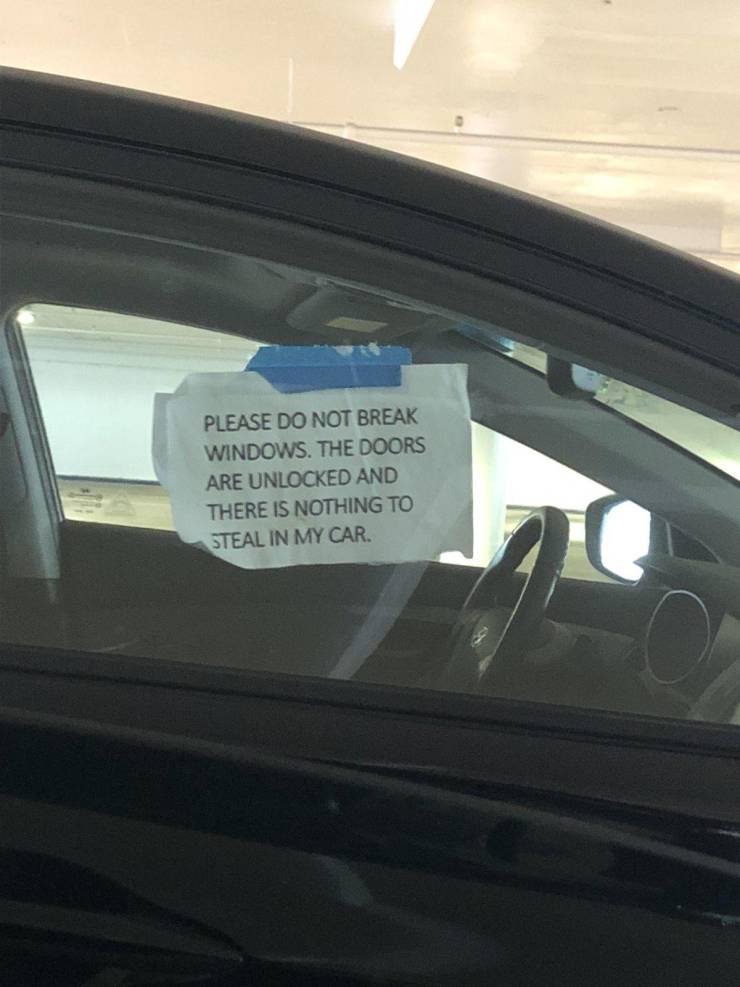 PLEASE DO NOT BREAK
WINDOWS. THE DOORS
ARE UNLOCKED AND
THERE IS NOTHING TO
STEAL IN MY CAR.